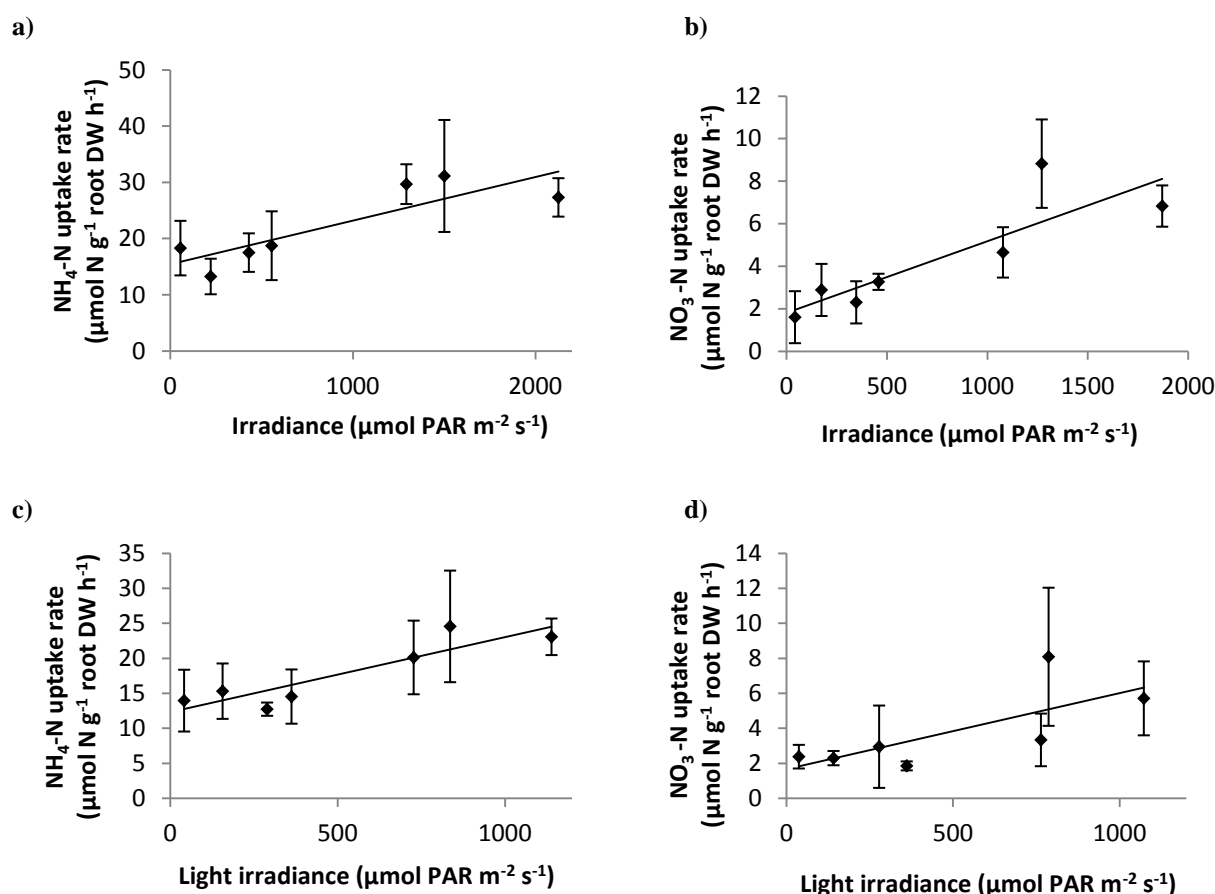 a)
NH₄-N uptake rate
(μmol N g⁻¹ root DW h⁻¹)
50
40
30
20
10
0
0 1000 2000
Irradiance (μmol PAR m⁻² s⁻¹)
b)
NO₃-N uptake rate
(μmol N g⁻¹ root DW h⁻¹)
12
10
8
6
4
2
0
0 500 1000 1500 2000
Irradiance (μmol PAR m⁻² s⁻¹)
c)
NH₄-N uptake rate
(μmol N g⁻¹ root DW h⁻¹)
35
30
25
20
15
10
5
0
0 500 1000
Light irradiance (μmol PAR m⁻² s⁻¹)
d)
NO₃-N uptake rate
(μmol N g⁻¹ root DW h⁻¹)
14
12
10
8
6
4
2
0
0 500 1000
Light irradiance (μmol PAR m⁻² s⁻¹)